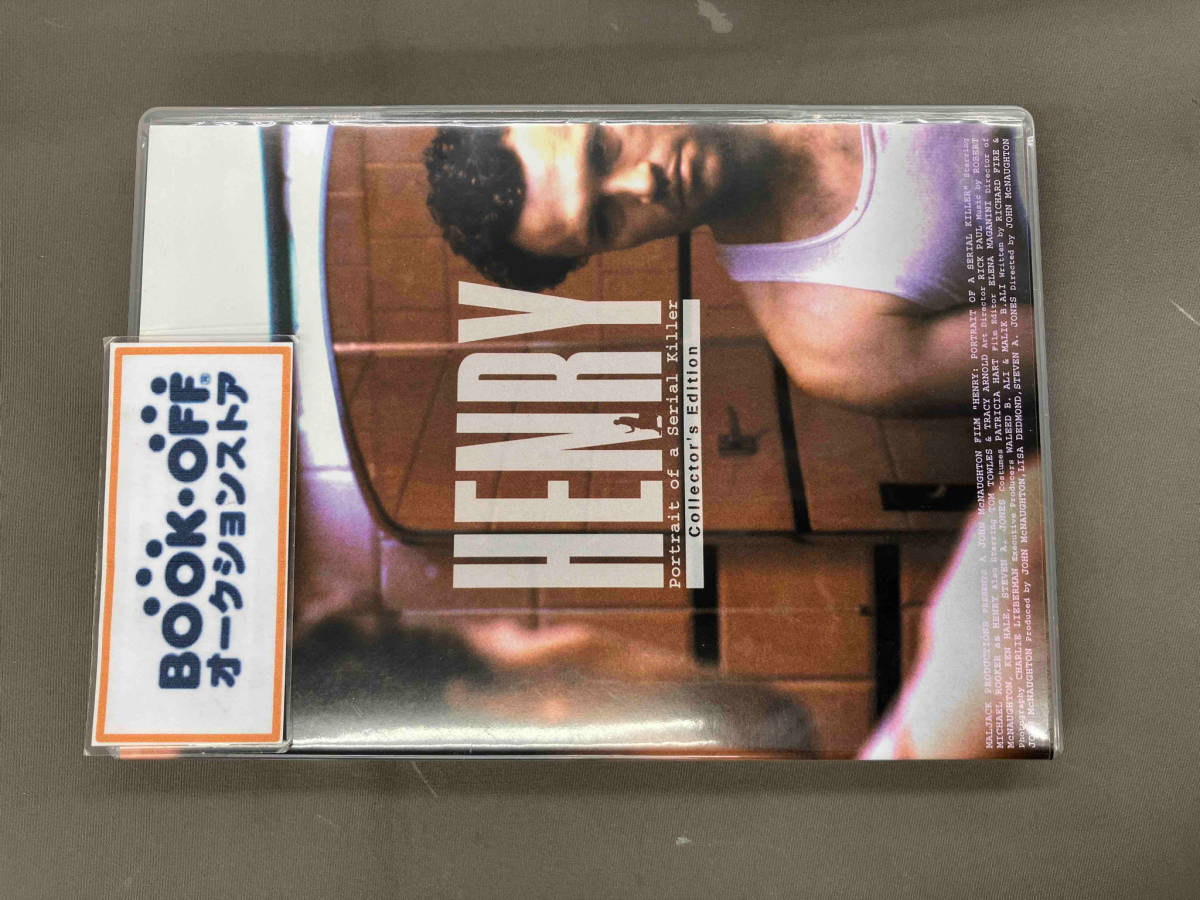 BOOK・OFF®
オークションストア
HENRY
Portrait of a Serial Killer
Collector's Edition
MALJACK PRODUCTIONS PRESENTS A JOHN McNAUGHTON FILM "HENRY: PORTRAIT OF A SERIAL KILLER" Starring
MICHAEL ROOKER as HENRY Also Starring TOM TOWLES & TRACY ARNOLD Art Director RICK PAUL Music by ROBERT
McNAUGHTON, KEN HALE, STEVEN A. JONES Costumes PATRICIA HART Film Editor ELENA MAGANINI Director of
Photography CHARLIE LIEBERMAN Executive Producers WALEED B. ALI & MALIK B.ALI Written by RICHARD FIRE &
McNAUGHTON Produced by JOHN McNAUGHTON,LISA DEDMOND,STEVEN A. JONES Directed by JOHN McNAUGHTON